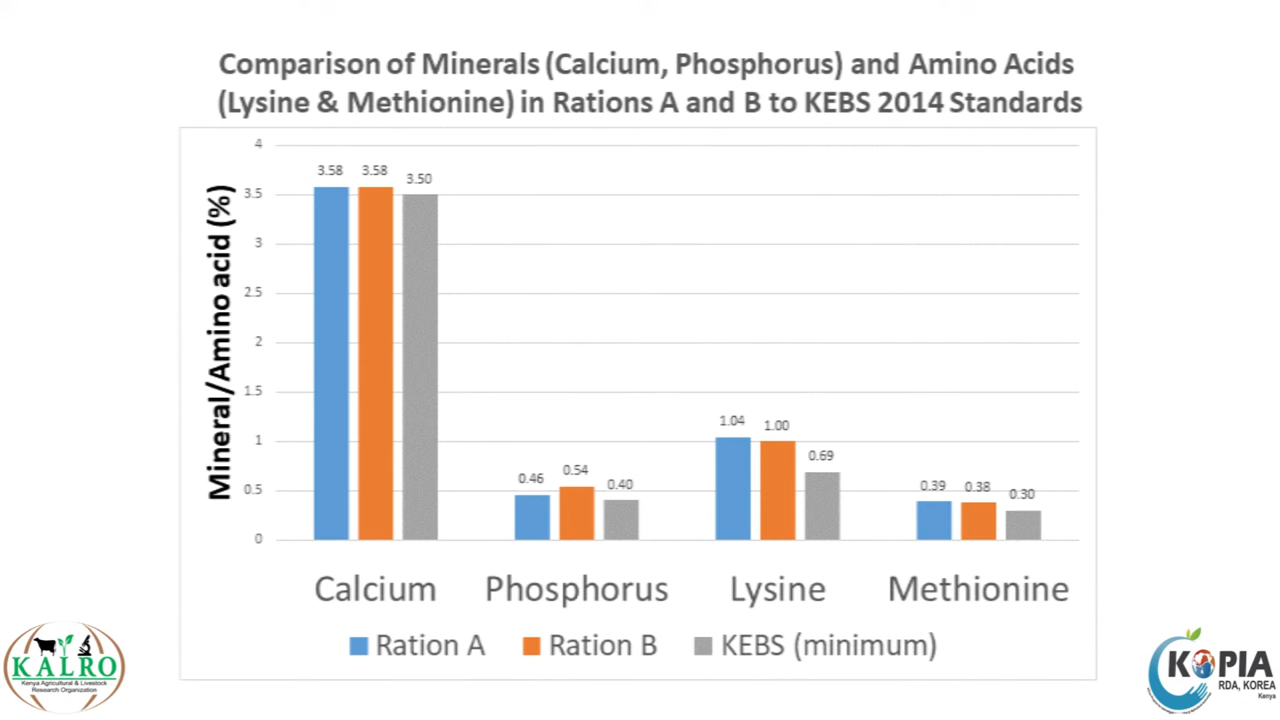 Comparison of Minerals (Calcium, Phosphorus) and Amino Acids
(Lysine & Methionine) in Rations A and B to KEBS 2014 Standards
Mineral/Amino acid (%)
4
3.5
3
2.5
2
1.5
1
0.5
0
3.58
3.58
3.50
0.46
0.54
0.40
1.04
1.00
0.69
0.39
0.38
0.30
Calcium
Phosphorus
Lysine
Methionine
Ration A
Ration B
KEBS (minimum)
KALRO
Kenya Agricultural & Livestock
Research Organization
KOPIA
RDA, KOREA
Kenya